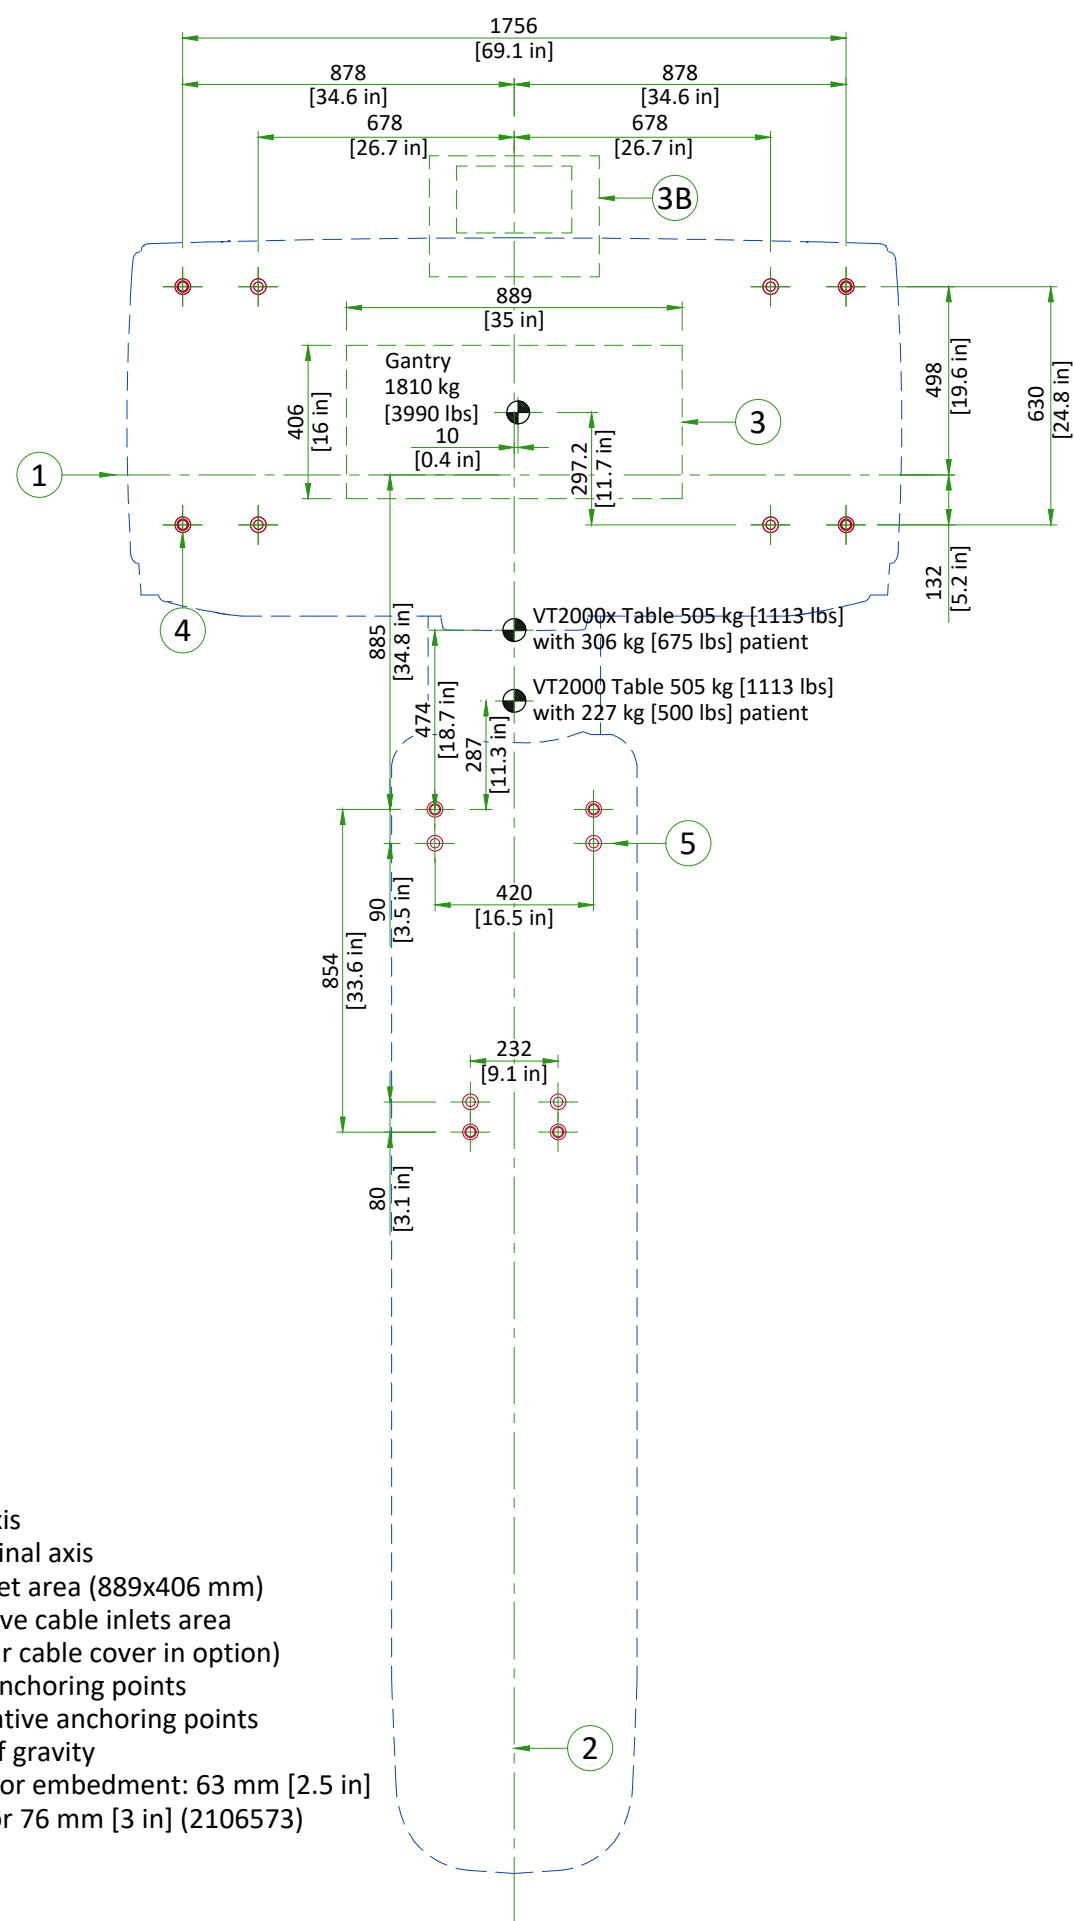 1756
[69.1 in]
878
[34.6 in]
878
[34.6 in]
678
[26.7 in]
678
[26.7 in]
3B
889
[35 in]
Gantry
1810 kg
[3990 lbs]
406
[16 in]
10
[0.4 in]
297.2
[11.7 in]
3
498
[19.6 in]
630
[24.8 in]
1
132
[5.2 in]
4
885
[34.8 in]
VT2000x Table 505 kg [1113 lbs]
with 306 kg [675 lbs] patient
474
[18.7 in]
VT2000 Table 505 kg [1113 lbs]
with 227 kg [500 lbs] patient
287
[11.3 in]
5
420
[16.5 in]
90
[3.5 in]
854
[33.6 in]
232
[9.1 in]
80
[3.1 in]
xis
inal axis
et area (889x406 mm)
ve cable inlets area
r cable cover in option)
nchoring points
ative anchoring points
f gravity
or embedment: 63 mm [2.5 in]
or 76 mm [3 in] (2106573)
2